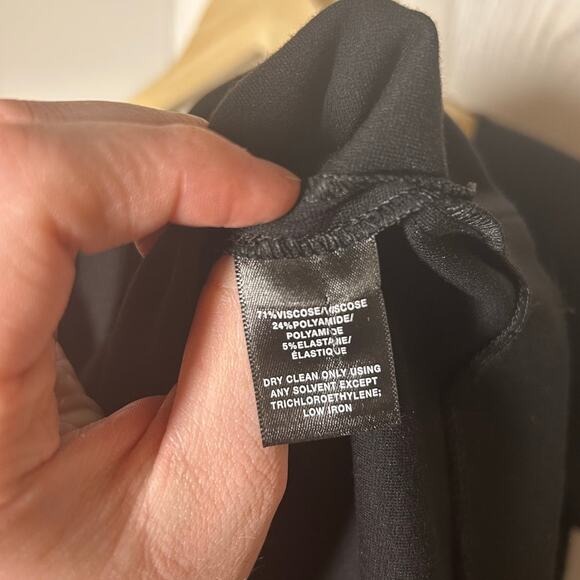 71%VISCOSE/VISCOSE
24%POLYAMIDE/
POLYAMIDE
5%ELASTANE/
ÉLASTIQUE
DRY CLEAN ONLY USING
ANY SOLVENT EXCEPT
TRICHLOROETHYLENE;
LOW IRON